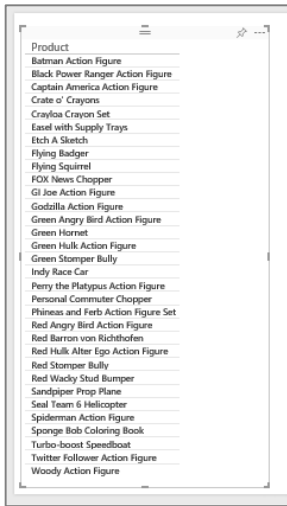 Product
Batman Action Figure
Black Power Ranger Action Figure
Captain America Action Figure
Crate o' Crayons
Crayloa Crayon Set
Easel with Supply Trays
Etch A Sketch
Flying Badger
Flying Squirrel
FOX News Chopper
GI Joe Action Figure
Godzilla Action Figure
Green Angry Bird Action Figure
Green Hornet
Green Hulk Action Figure
Green Stomper Bully
Indy Race Car
Perry the Platypus Action Figure
Personal Commuter Chopper
Phineas and Ferb Action Figure Set
Red Angry Bird Action Figure
Red Barron von Richthofen
Red Hulk Alter Ego Action Figure
Red Stomper Bully
Red Wacky Stud Bumper
Sandpiper Prop Plane
Seal Team 6 Helicopter
Spiderman Action Figure
Sponge Bob Coloring Book
Turbo-boost Speedboat
Twitter Follower Action Figure
Woody Action Figure